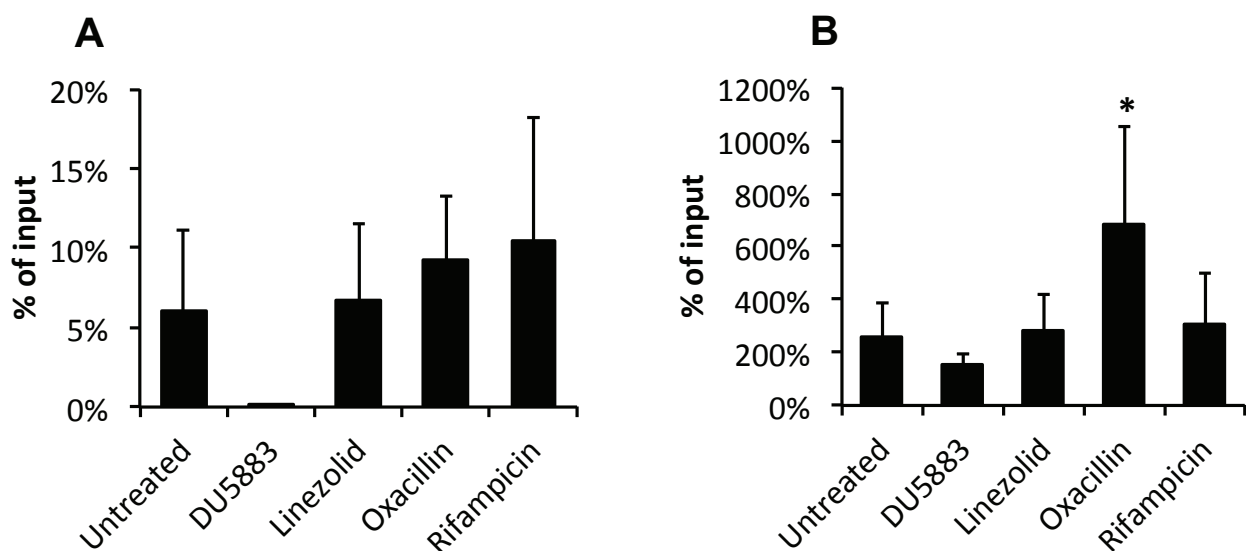 A
% of input
20%
15%
10%
5%
0%
Untreated
DU5883
Linezolid
Oxacillin
Rifampicin
B
% of input
1200%
1000%
800%
600%
400%
200%
0%
*
Untreated
DU5883
Linezolid
Oxacillin
Rifampicin